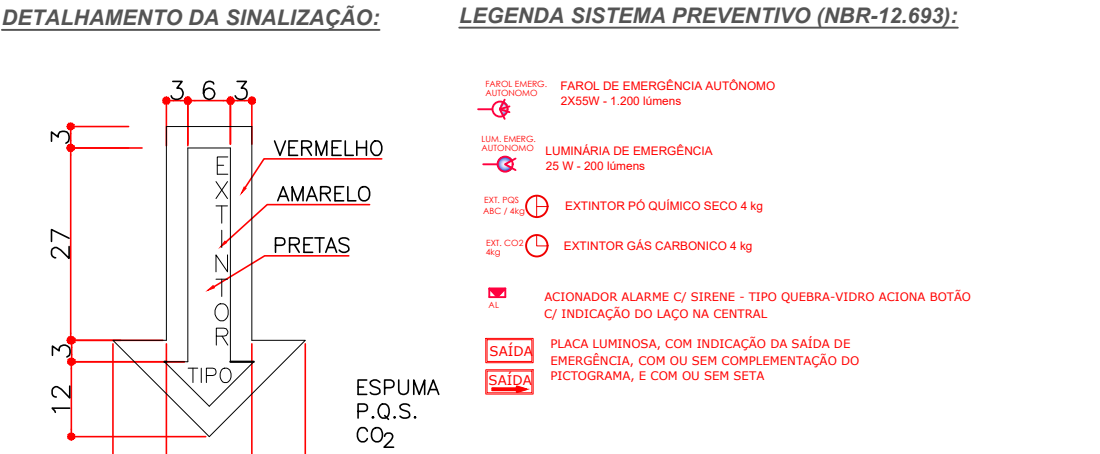 DETALHAMENTO DA SINALIZAÇÃO:
3 6 3
3
27
3
12
VERMELHO
AMARELO
PRETAS
EXTINTOR
TIPO
ESPUMA
P.Q.S.
CO2
LEGENDA SISTEMA PREVENTIVO (NBR-12.693):
FAROL EMERG.
AUTONOMO
FAROL DE EMERGÊNCIA AUTÔNOMO
2X55W - 1.200 lúmens
LUM. EMERG.
AUTONOMO
LUMINÁRIA DE EMERGÊNCIA
25 W - 200 lúmens
EXT. PQS
ABC / 4kg
EXTINTOR PÓ QUÍMICO SECO 4 kg
EXT. CO2
4kg
EXTINTOR GÁS CARBONICO 4 kg
AL
ACIONADOR ALARME C/ SIRENE - TIPO QUEBRA-VIDRO ACIONA BOTÃO
C/ INDICAÇÃO DO LAÇO NA CENTRAL
SAÍDA
SAÍDA
PLACA LUMINOSA, COM INDICAÇÃO DA SAÍDA DE
EMERGÊNCIA, COM OU SEM COMPLEMENTAÇÃO DO
PICTOGRAMA, E COM OU SEM SETA